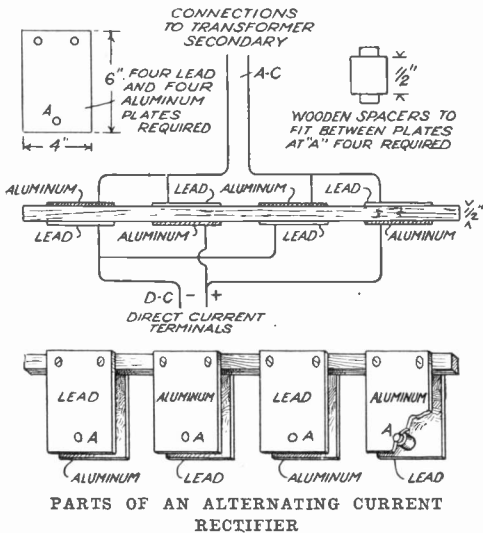 CONNECTIONS
TO TRANSFORMER
SECONDARY
A-C
6"
FOUR LEAD
AND FOUR
ALUMINUM
PLATES
REQUIRED
A
4"
1/2"
WOODEN SPACERS TO
FIT BETWEEN PLATES
AT "A" FOUR REQUIRED
ALUMINUM LEAD ALUMINUM LEAD
1/2"
LEAD ALUMINUM LEAD ALUMINUM
D-C - +
DIRECT CURRENT
TERMINALS
LEAD ALUMINUM LEAD ALUMINUM
A A A A
ALUMINUM LEAD ALUMINUM LEAD
PARTS OF AN ALTERNATING CURRENT
RECTIFIER